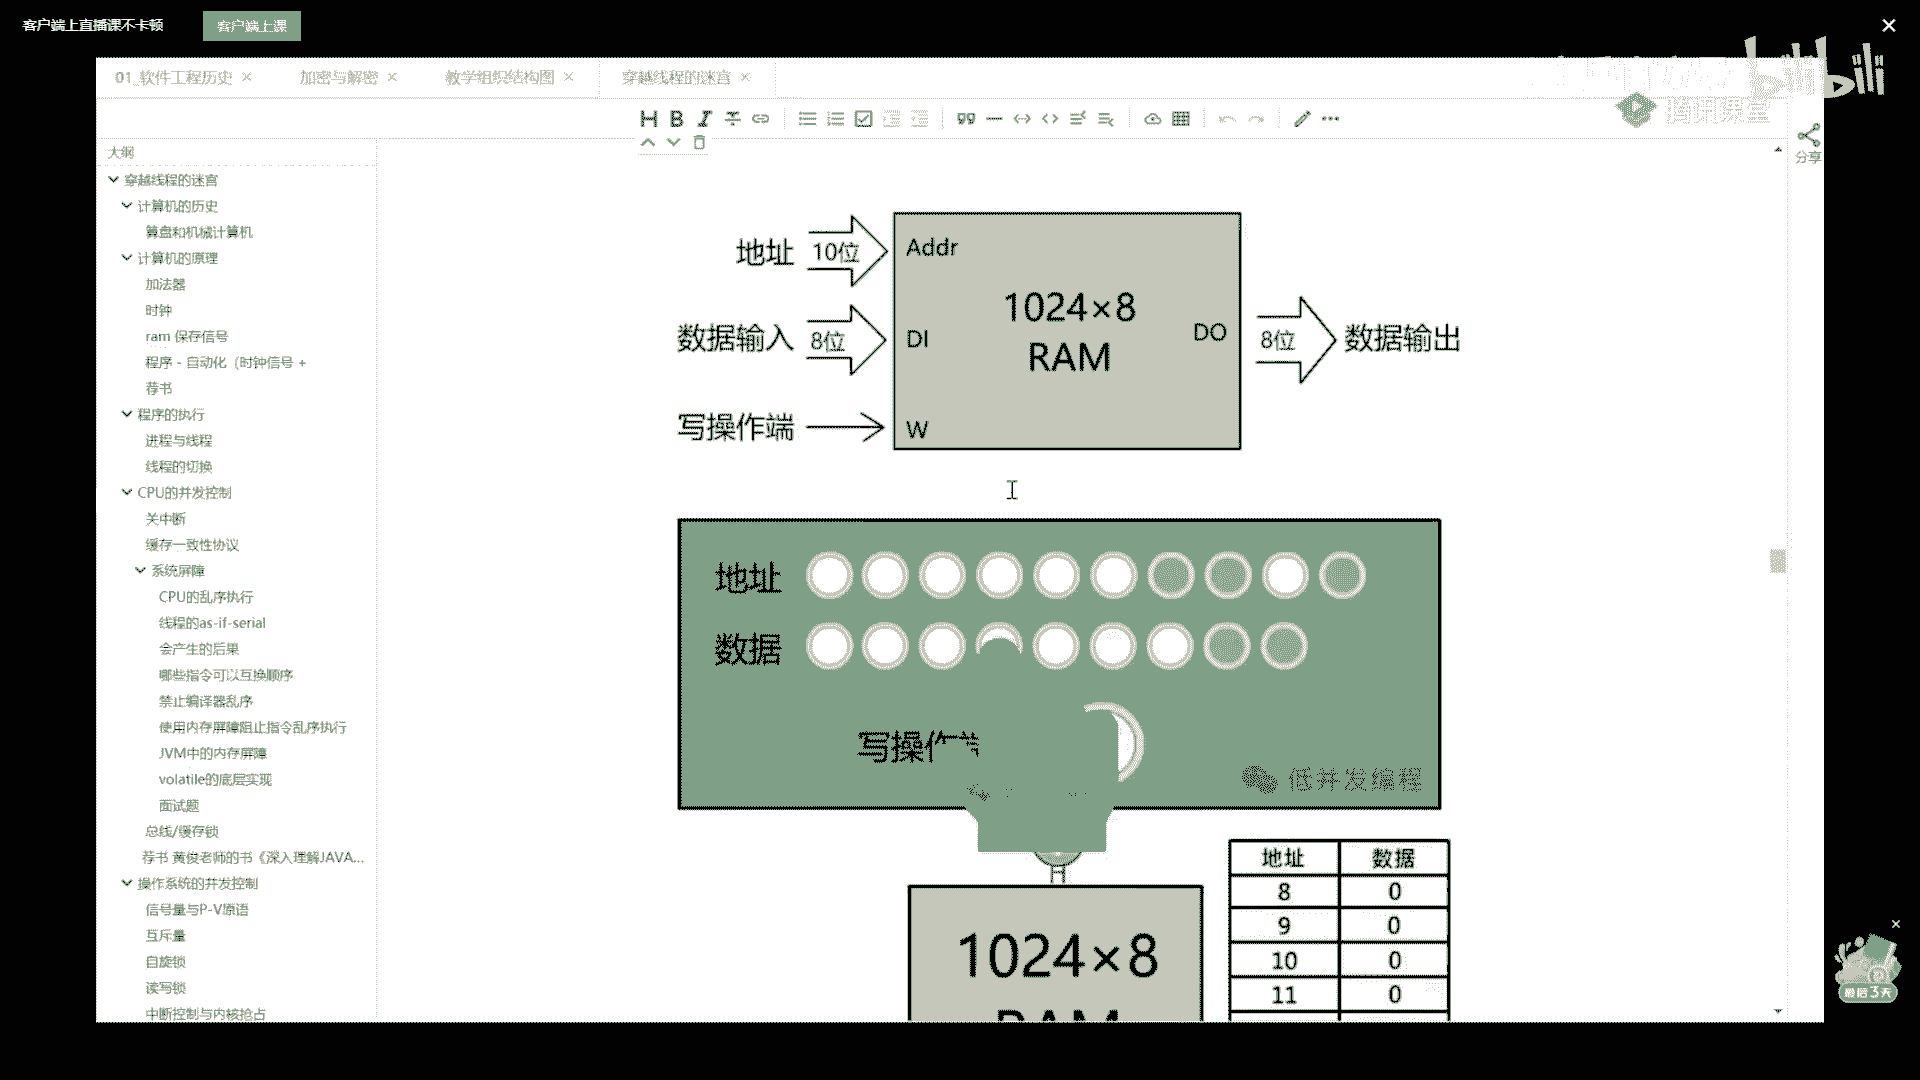 客户端上直播课不卡顿
客户端上课
01_软件工程历史
加密与解密
教学组织结构图
穿越线程的迷宫
bilibili
腾讯课堂
分享
大纲
穿越线程的迷宫
计算机的历史
算盘和机械计算机
计算机的原理
加法器
时钟
ram 保存信号
程序 - 自动化（时钟信号 +
荐书
程序的执行
进程与线程
线程的切换
CPU的并发控制
关中断
缓存一致性协议
系统屏障
CPU的乱序执行
线程的as-if-serial
会产生的后果
哪些指令可以互换顺序
禁止编译器乱序
使用内存屏障阻止指令乱序执行
JVM中的内存屏障
volatile的底层实现
面试题
总线/缓存锁
荐书 黄俊老师的书《深入理解JAVA...
操作系统的并发控制
信号量与P-V原语
互斥量
自旋锁
读写锁
中断控制与内核抢占
地址 10位 Addr
1024×8
RAM
数据输入 8位 DI
DO 8位 数据输出
写操作端 W
地址
数据
写操作
低并发编程
1024×8
RAM
地址 数据
8 0
9 0
10 0
11 0
最后3天